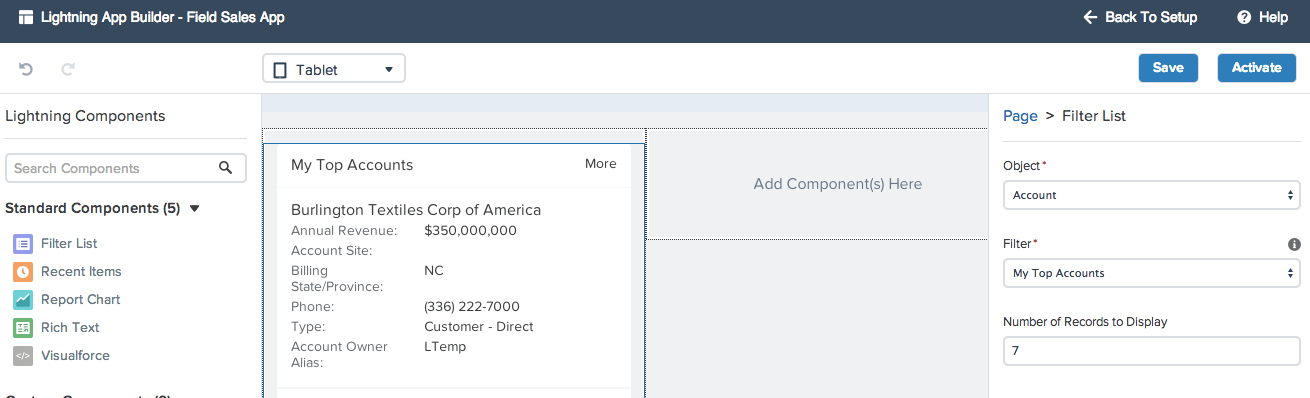 Lightning App Builder - Field Sales App
Back To Setup
Help
Tablet
Save
Activate
Lightning Components
Search Components
Standard Components (5)
Filter List
Recent Items
Report Chart
Rich Text
Visualforce
My Top Accounts
More
Burlington Textiles Corp of America
Annual Revenue: $350,000,000
Account Site:
Billing NC
State/Province:
Phone: (336) 222-7000
Type: Customer - Direct
Account Owner LTemp
Alias:
Add Component(s) Here
Page > Filter List
Object*
Account
Filter*
My Top Accounts
Number of Records to Display
7